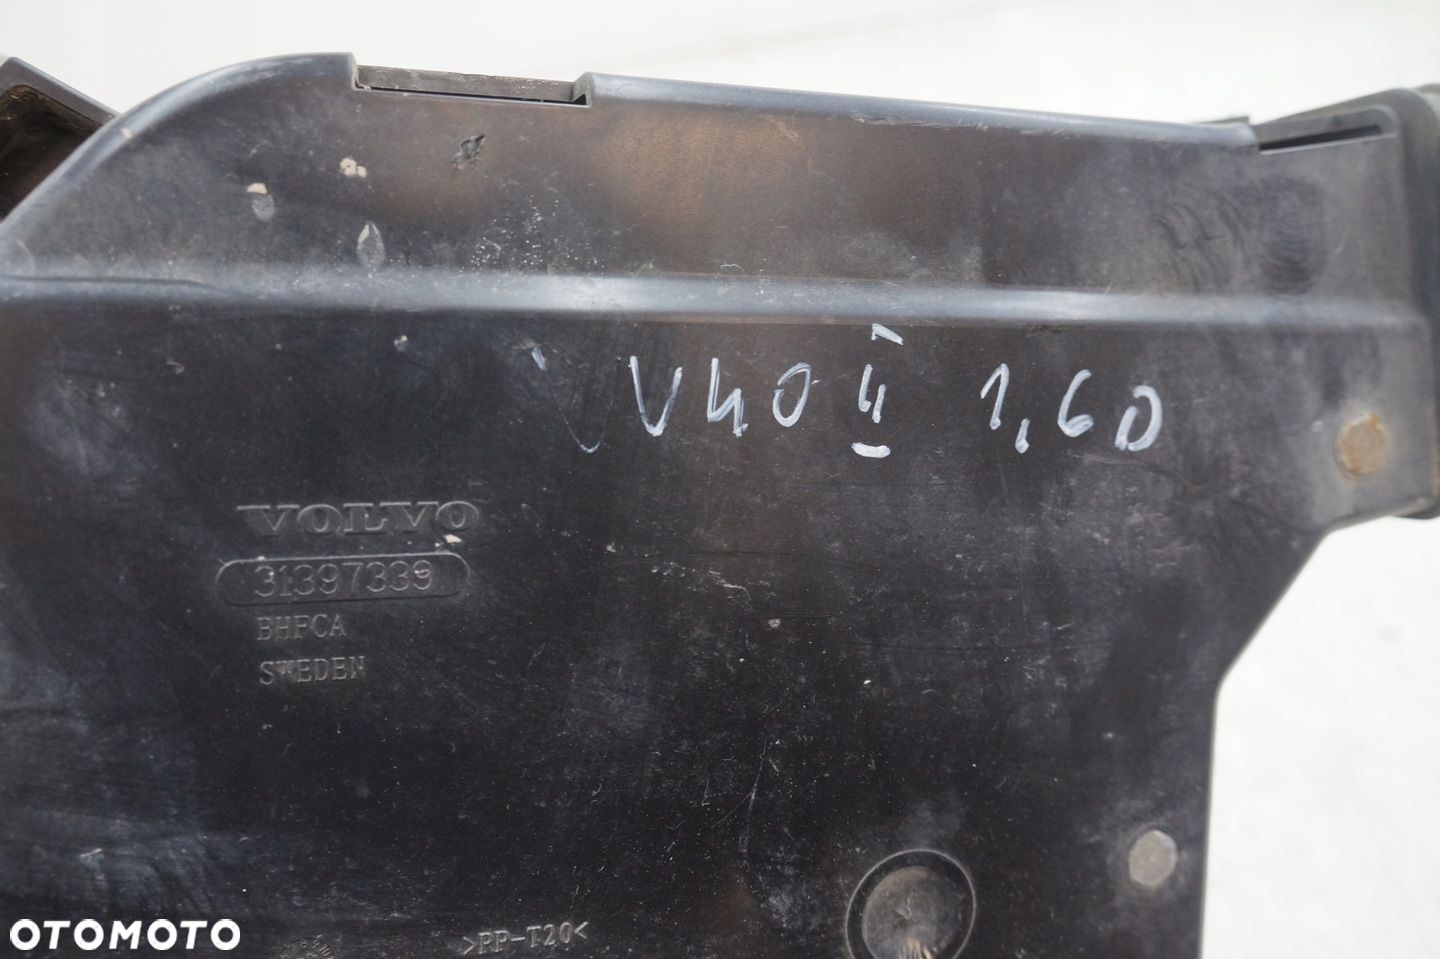 V40 II 1,6D
VOLVO
31397339
BHFCA
SWEDEN
>PP-T20<
OTOMOTO